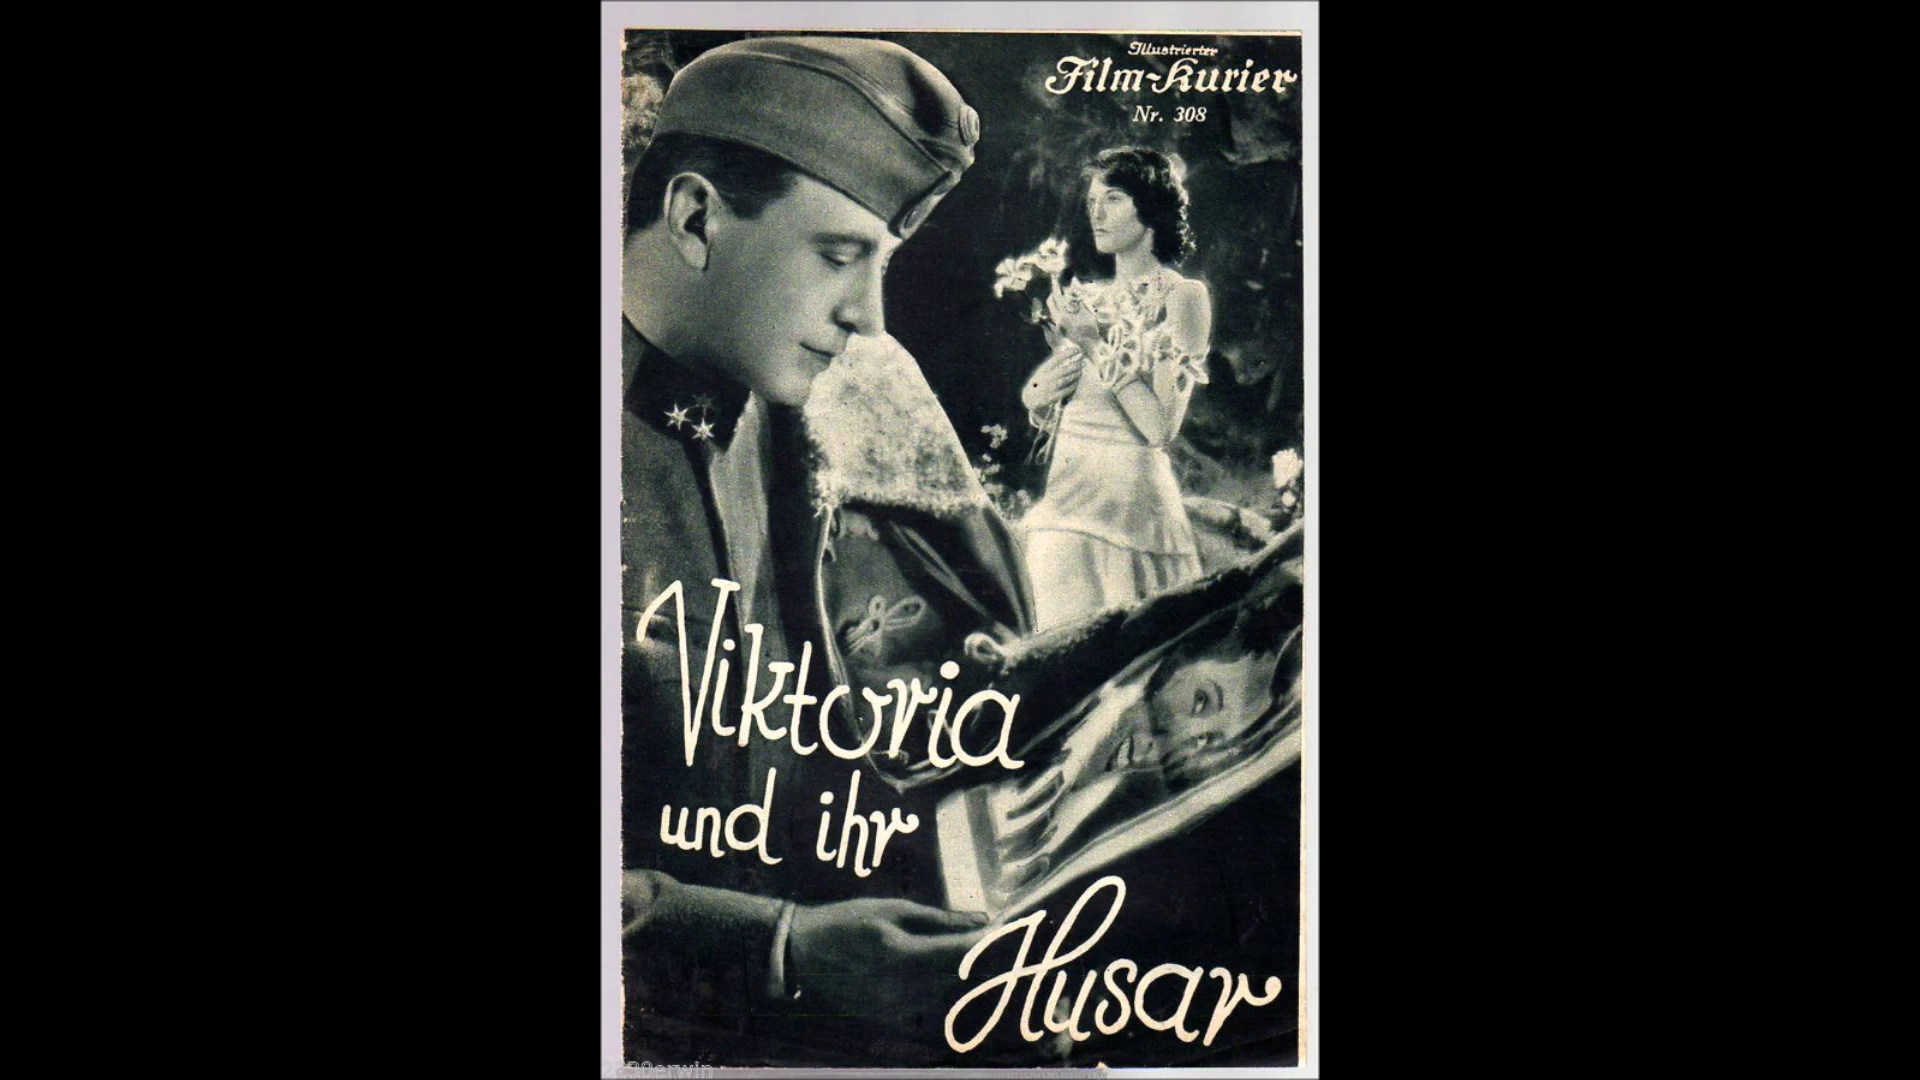 Illustrierter
Film-Kurier
Nr. 308
Viktoria
und ihr
Husar